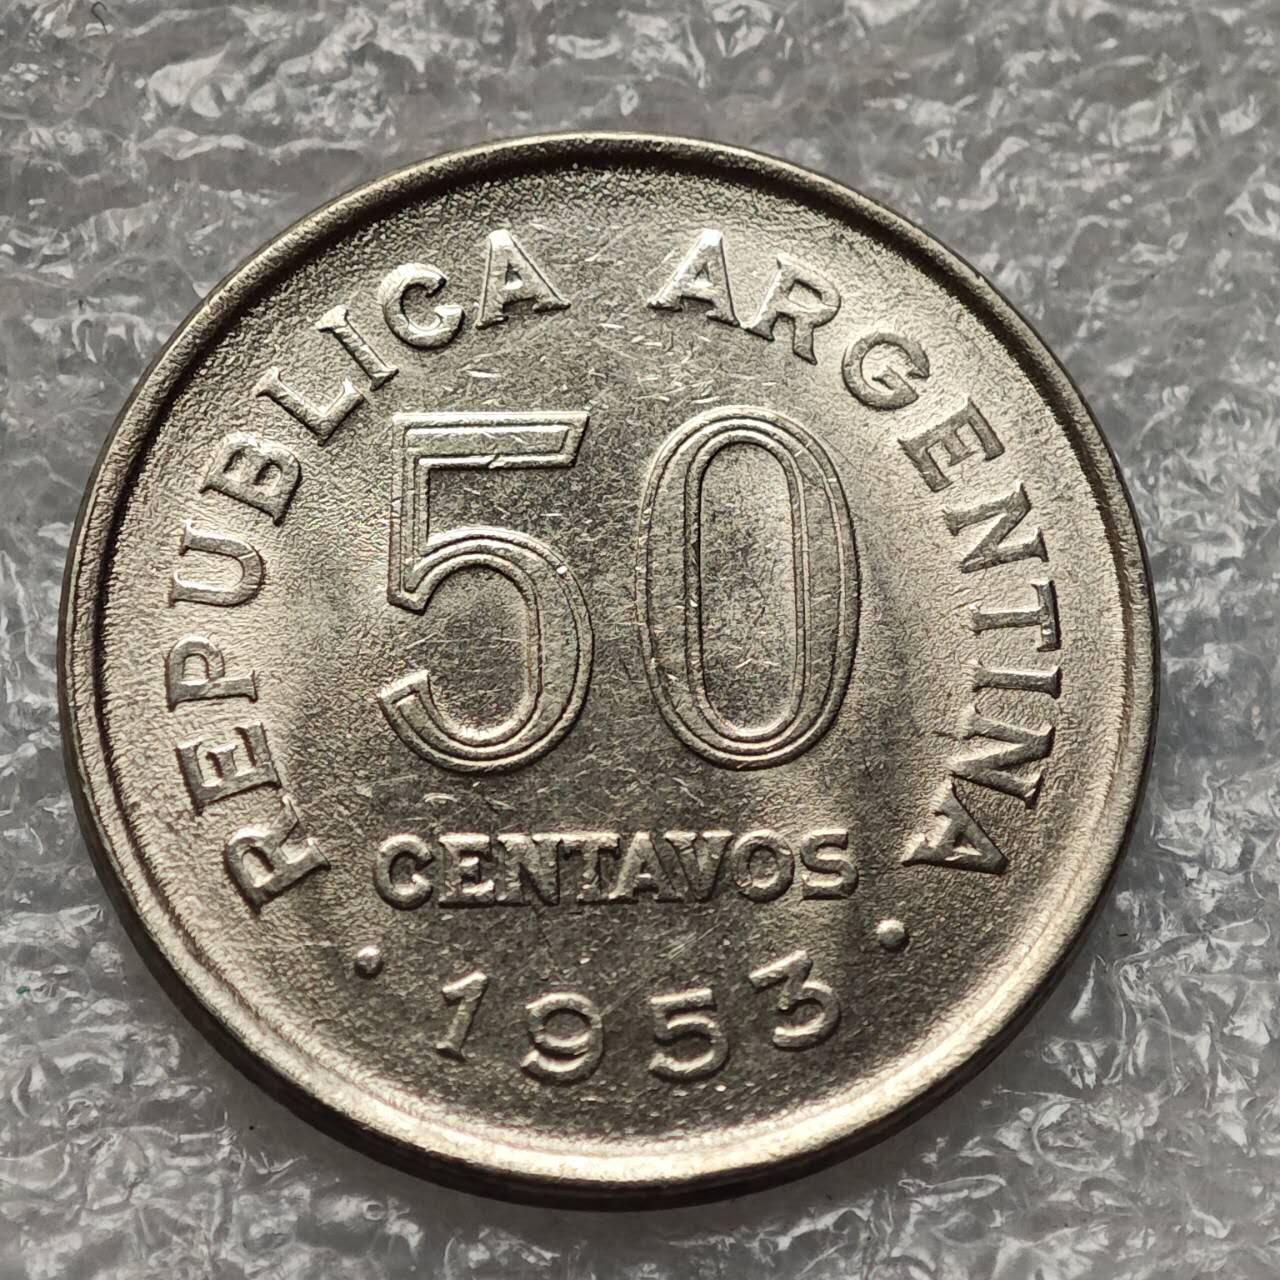 REPUBLICA ARGENTINA
50
CENTAVOS
· 1953 ·